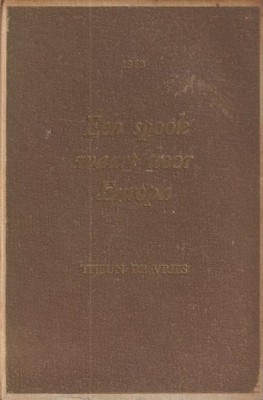 Een spook
waart door
Europa
THEUN DE VRIES